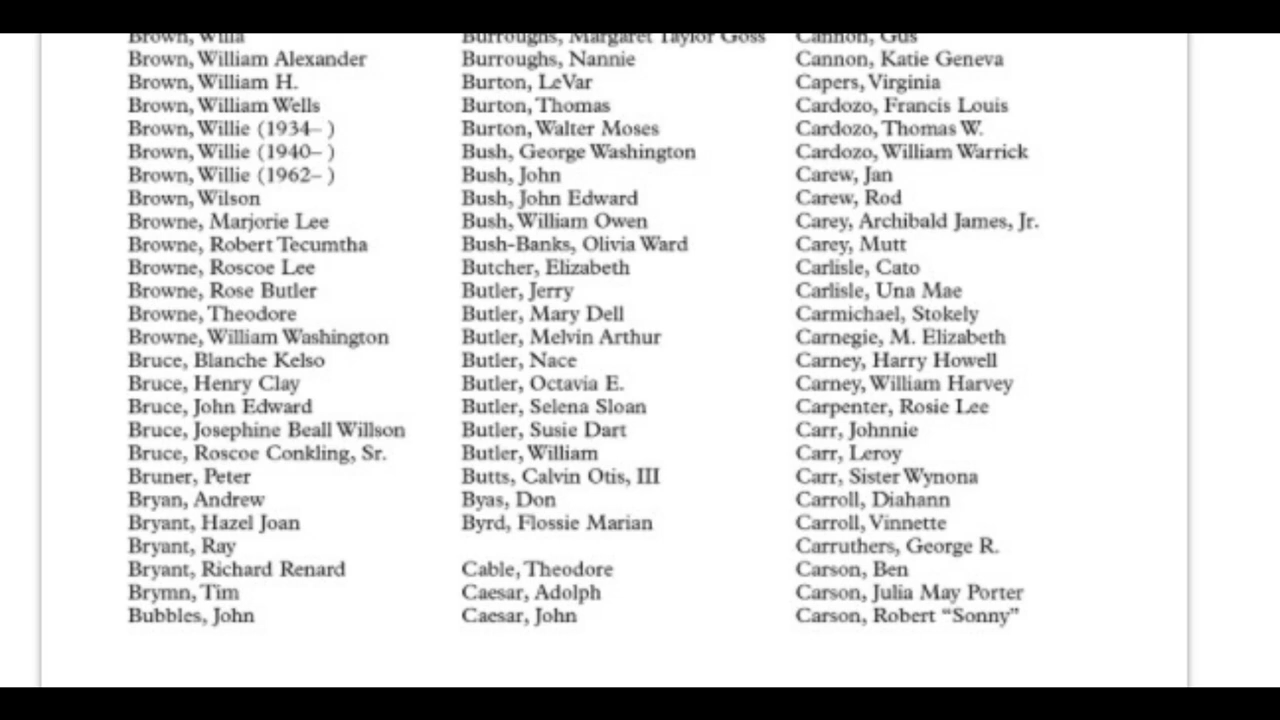 Brown, Willa
Brown, William Alexander
Brown, William H.
Brown, William Wells
Brown, Willie (1934– )
Brown, Willie (1940– )
Brown, Willie (1962– )
Brown, Wilson
Browne, Marjorie Lee
Browne, Robert Tecumtha
Browne, Roscoe Lee
Browne, Rose Butler
Browne, Theodore
Browne, William Washington
Bruce, Blanche Kelso
Bruce, Henry Clay
Bruce, John Edward
Bruce, Josephine Beall Willson
Bruce, Roscoe Conkling, Sr.
Bruner, Peter
Bryan, Andrew
Bryant, Hazel Joan
Bryant, Ray
Bryant, Richard Renard
Brymn, Tim
Bubbles, John
Burroughs, Margaret Taylor Goss
Burroughs, Nannie
Burton, LeVar
Burton, Thomas
Burton, Walter Moses
Bush, George Washington
Bush, John
Bush, John Edward
Bush, William Owen
Bush-Banks, Olivia Ward
Butcher, Elizabeth
Butler, Jerry
Butler, Mary Dell
Butler, Melvin Arthur
Butler, Nace
Butler, Octavia E.
Butler, Selena Sloan
Butler, Susie Dart
Butler, William
Butts, Calvin Otis, III
Byas, Don
Byrd, Flossie Marian
Cable, Theodore
Caesar, Adolph
Caesar, John
Cannon, Gus
Cannon, Katie Geneva
Capers, Virginia
Cardozo, Francis Louis
Cardozo, Thomas W.
Cardozo, William Warrick
Carew, Jan
Carew, Rod
Carey, Archibald James, Jr.
Carey, Mutt
Carlisle, Cato
Carlisle, Una Mae
Carmichael, Stokely
Carnegie, M. Elizabeth
Carney, Harry Howell
Carney, William Harvey
Carpenter, Rosie Lee
Carr, Johnnie
Carr, Leroy
Carr, Sister Wynona
Carroll, Diahann
Carroll, Vinnette
Carruthers, George R.
Carson, Ben
Carson, Julia May Porter
Carson, Robert “Sonny”